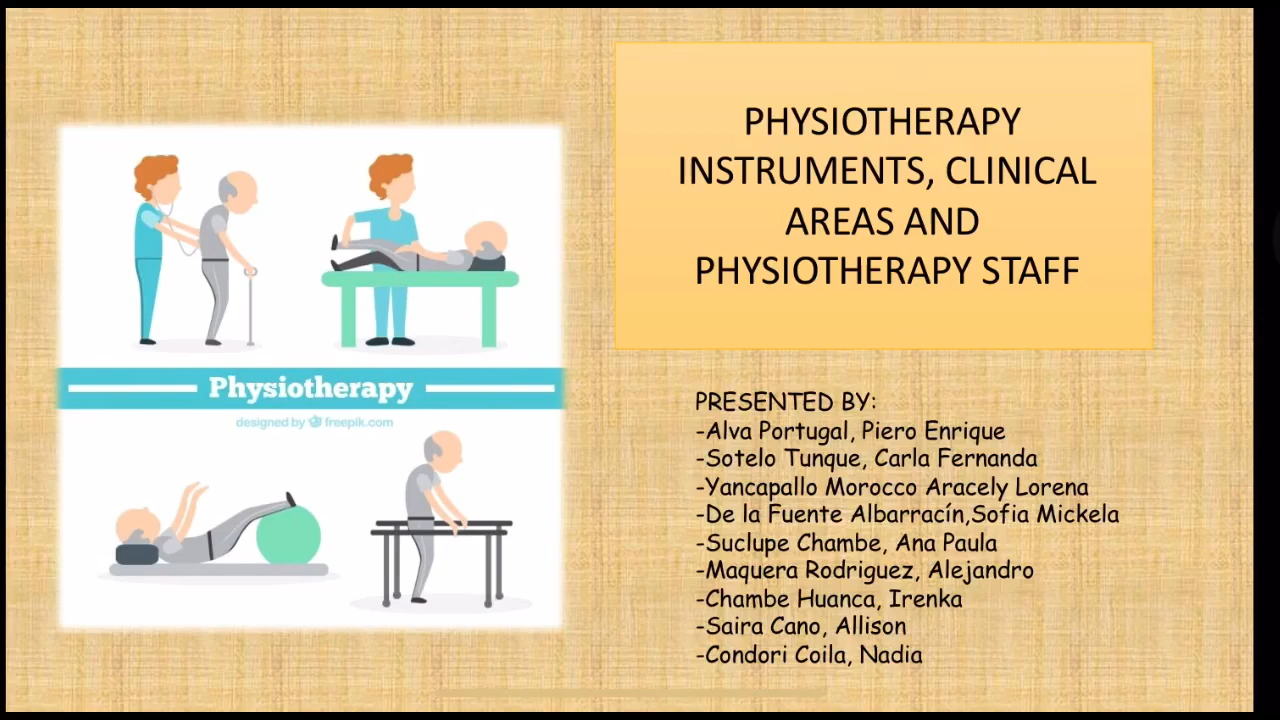 PHYSIOTHERAPY
INSTRUMENTS, CLINICAL
AREAS AND
PHYSIOTHERAPY STAFF
Physiotherapy
designed by freepik.com
PRESENTED BY:
-Alva Portugal, Piero Enrique
-Sotelo Tunque, Carla Fernanda
-Yancapallo Morocco Aracely Lorena
-De la Fuente Albarracín,Sofia Mickela
-Suclupe Chambe, Ana Paula
-Maquera Rodriguez, Alejandro
-Chambe Huanca, Irenka
-Saira Cano, Allison
-Condori Coila, Nadia